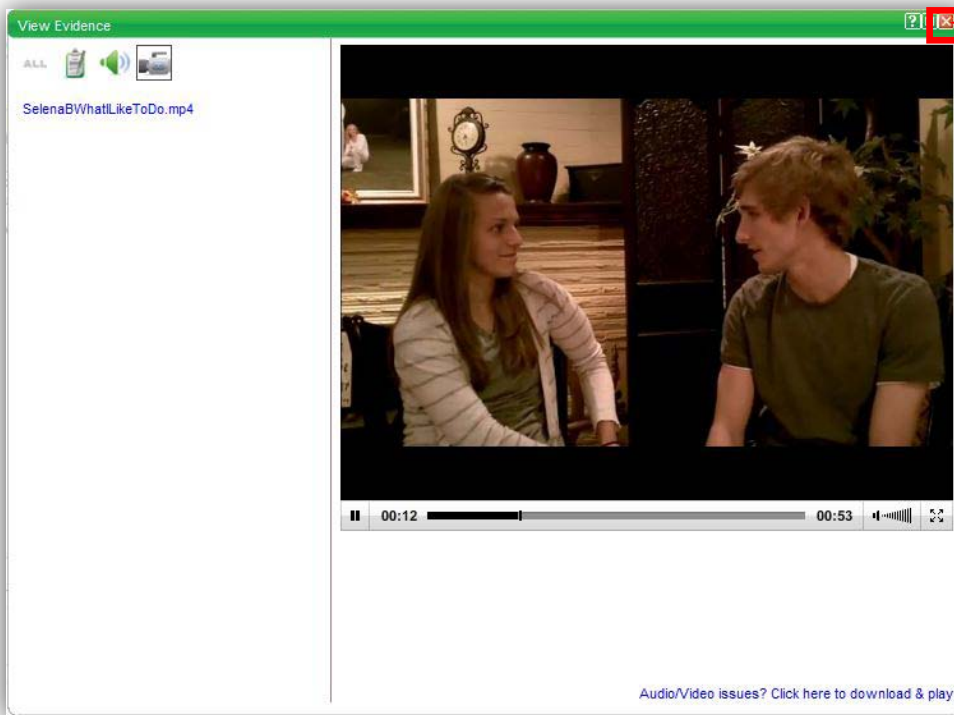 View Evidence
ALL
SelenaBWhatILikeToDo.mp4
00:12
00:53
Audio/Video issues? Click here to download & play